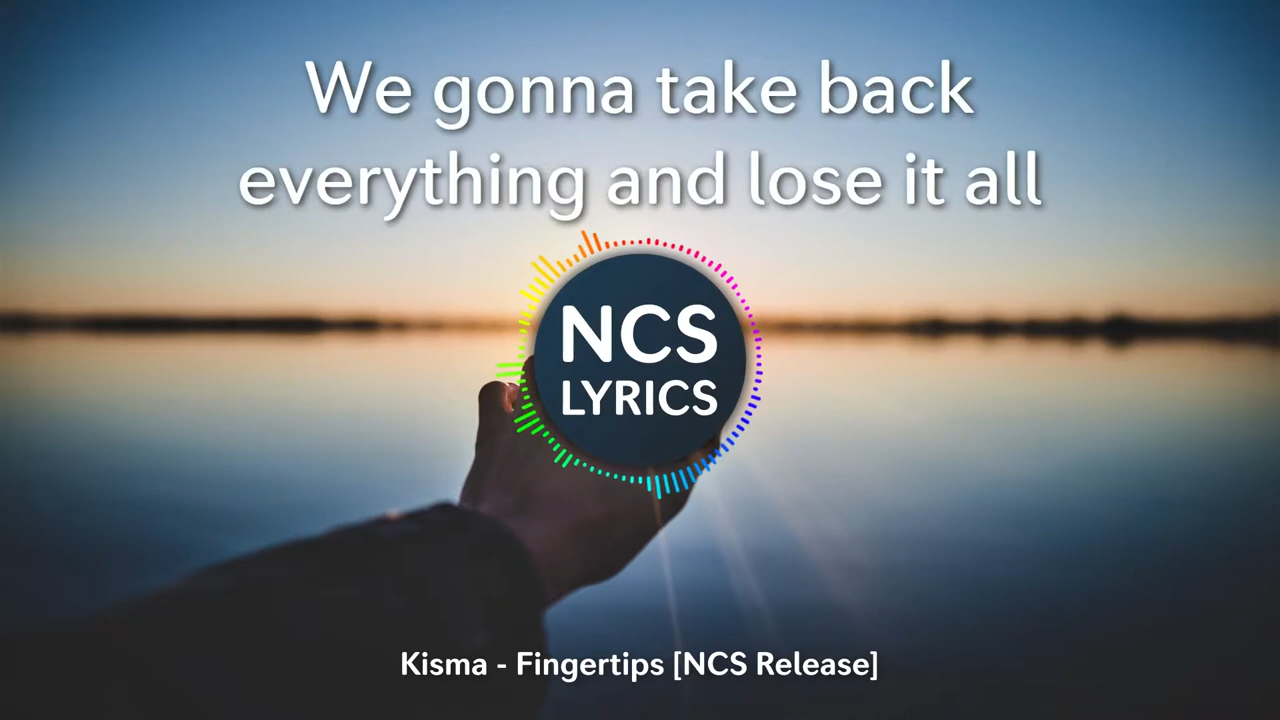 We gonna take back
everything and lose it all
NCS
LYRICS
Kisma - Fingertips [NCS Release]